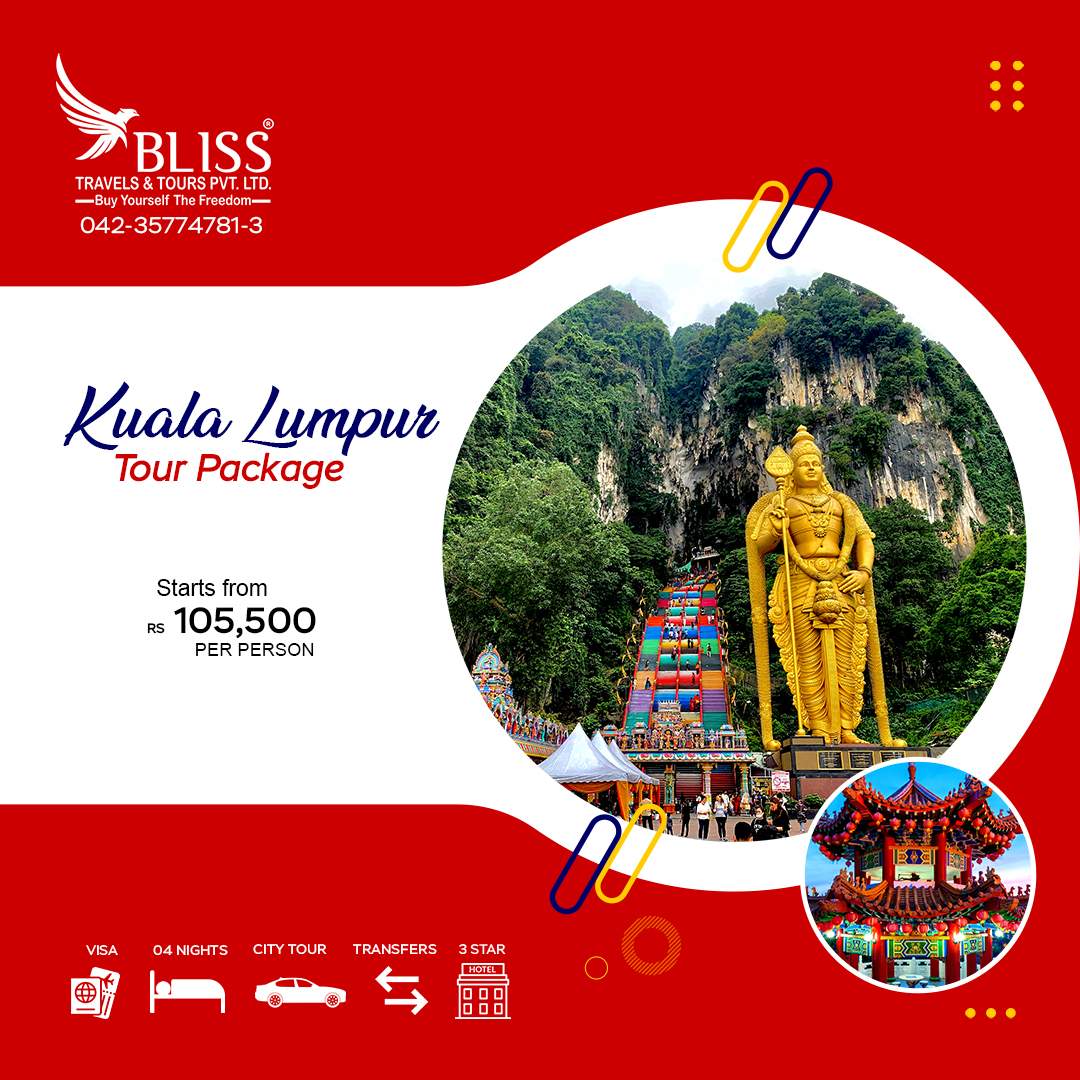 BLISS®
TRAVELS & TOURS PVT. LTD.
Buy Yourself The Freedom
042-35774781-3
Kuala Lumpur
Tour Package
Starts from
RS 105,500
PER PERSON
VISA
04 NIGHTS
CITY TOUR
TRANSFERS
3 STAR
HOTEL